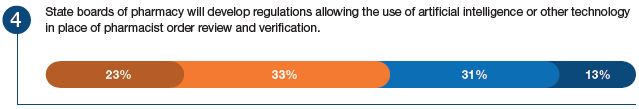 4
State boards of pharmacy will develop regulations allowing the use of artificial intelligence or other technology
in place of pharmacist order review and verification.
23% 33% 31% 13%